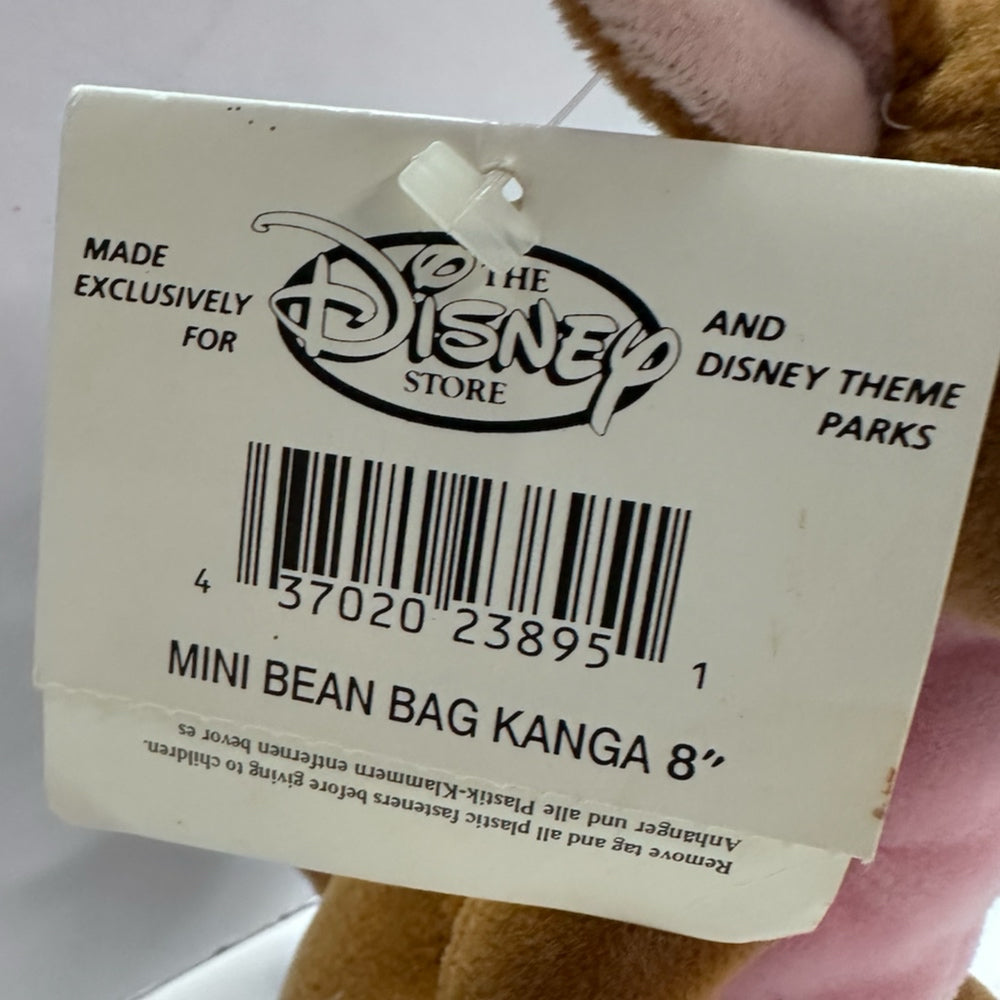 MADE
EXCLUSIVELY
FOR
THE
DISNEY
STORE
AND
DISNEY THEME
PARKS
4 37020 23895 1
MINI BEAN BAG KANGA 8″
Remove tag and all plastic fasteners before giving to children.
Anhanger und alle Plastik-Klammern entfernen bevor es